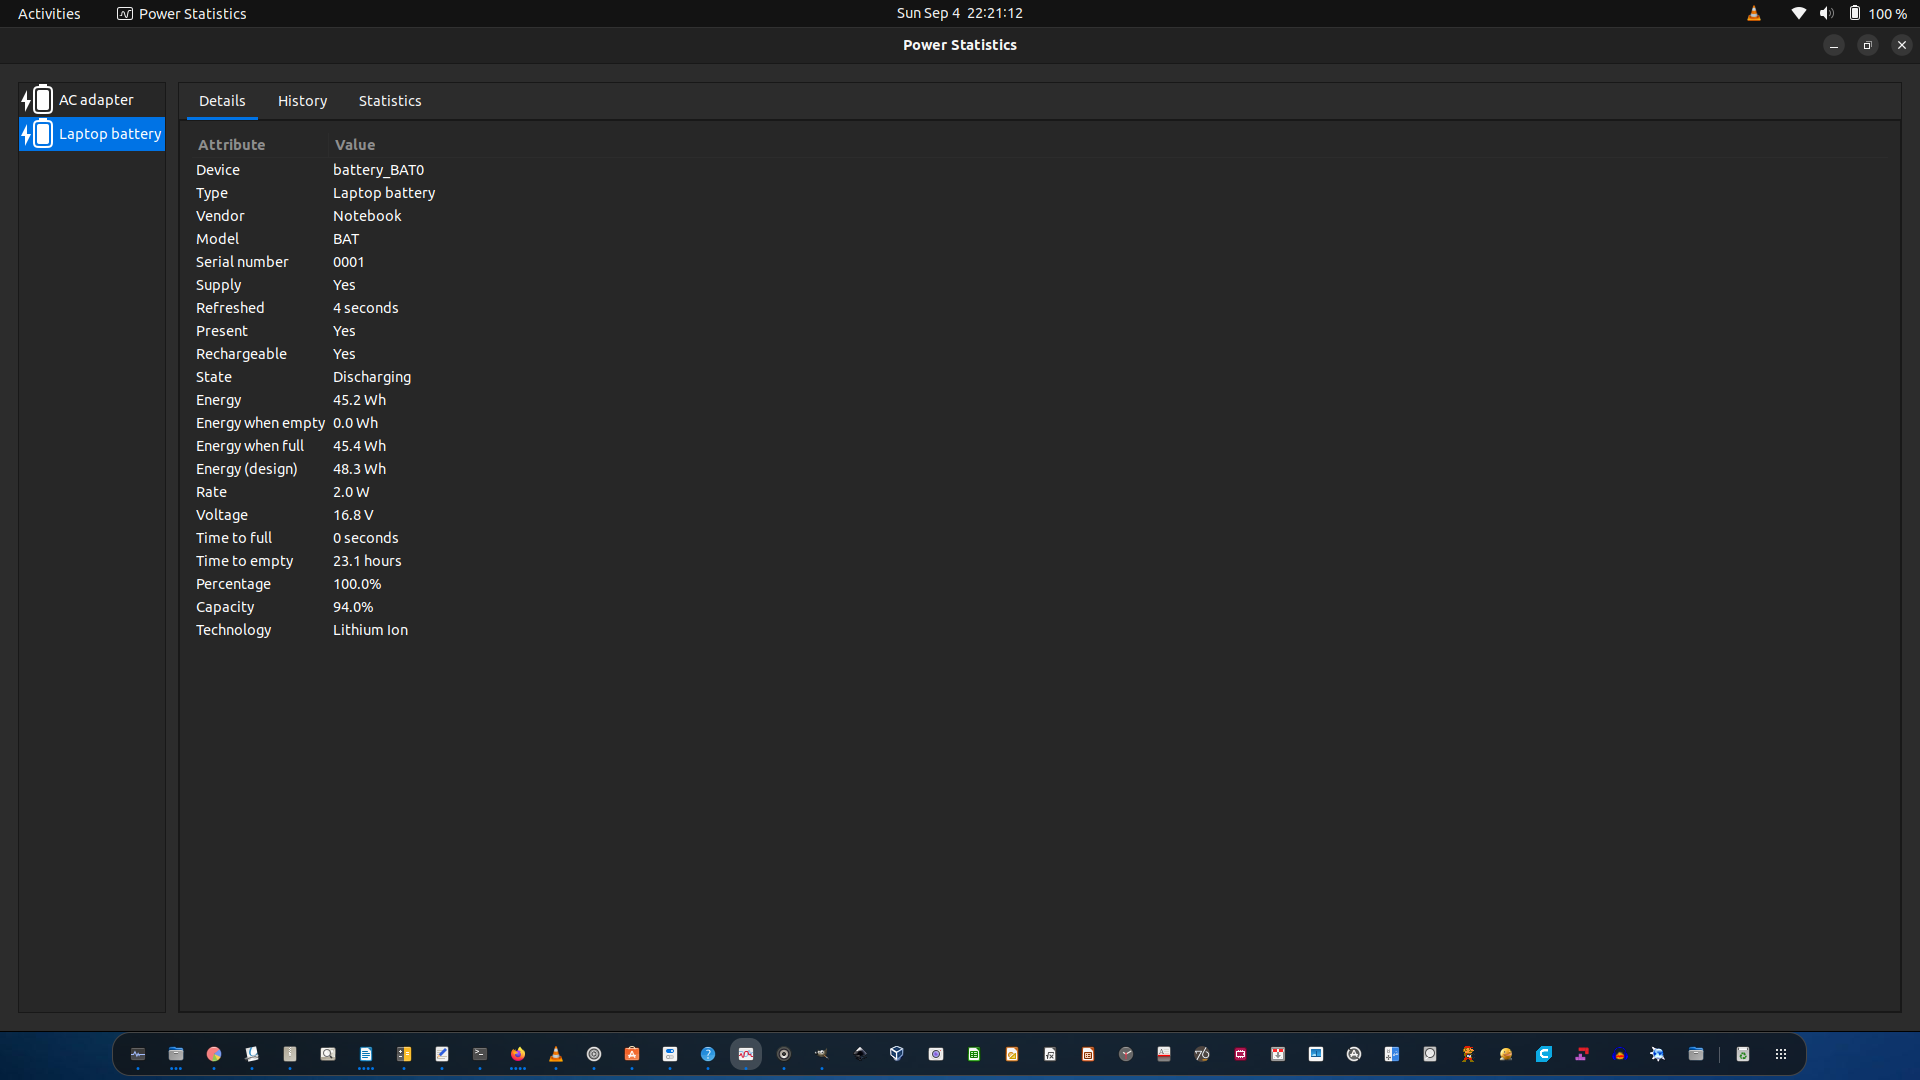 Activities
Power Statistics
Sun Sep 4 22:21:12
100 %
Power Statistics
AC adapter
Laptop battery
Details History Statistics
Attribute Value
Device battery_BAT0
Type Laptop battery
Vendor Notebook
Model BAT
Serial number 0001
Supply Yes
Refreshed 4 seconds
Present Yes
Rechargeable Yes
State Discharging
Energy 45.2 Wh
Energy when empty 0.0 Wh
Energy when full 45.4 Wh
Energy (design) 48.3 Wh
Rate 2.0 W
Voltage 16.8 V
Time to full 0 seconds
Time to empty 23.1 hours
Percentage 100.0%
Capacity 94.0%
Technology Lithium Ion
76